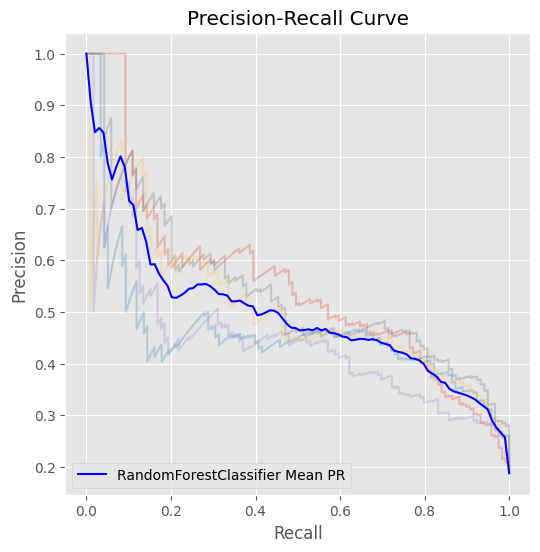 Precision-Recall Curve
Precision
1.0
0.9
0.8
0.7
0.6
0.5
0.4
0.3
0.2
RandomForestClassifier Mean PR
0.0 0.2 0.4 0.6 0.8 1.0
Recall